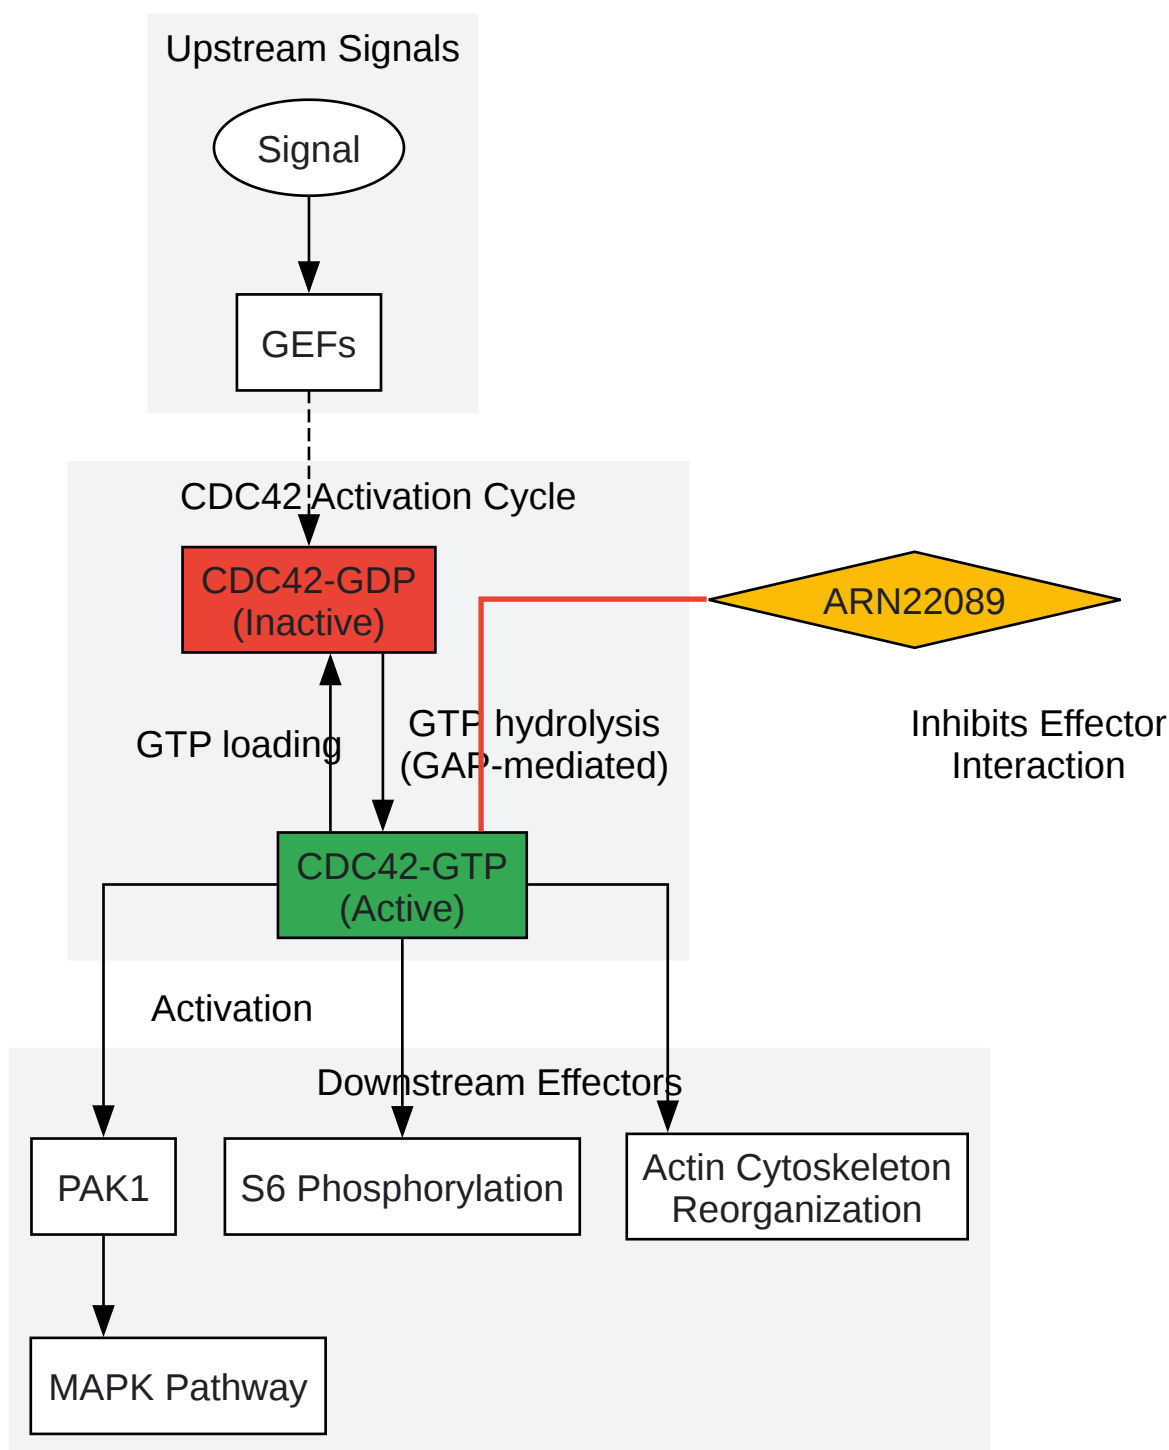 Upstream Signals
Signal
GEFs
CDC42 Activation Cycle
CDC42-GDP
(Inactive)
ARN22089
GTP loading
GTP hydrolysis
(GAP-mediated)
Inhibits Effector
Interaction
CDC42-GTP
(Active)
Activation
Downstream Effectors
PAK1
S6 Phosphorylation
Actin Cytoskeleton
Reorganization
MAPK Pathway